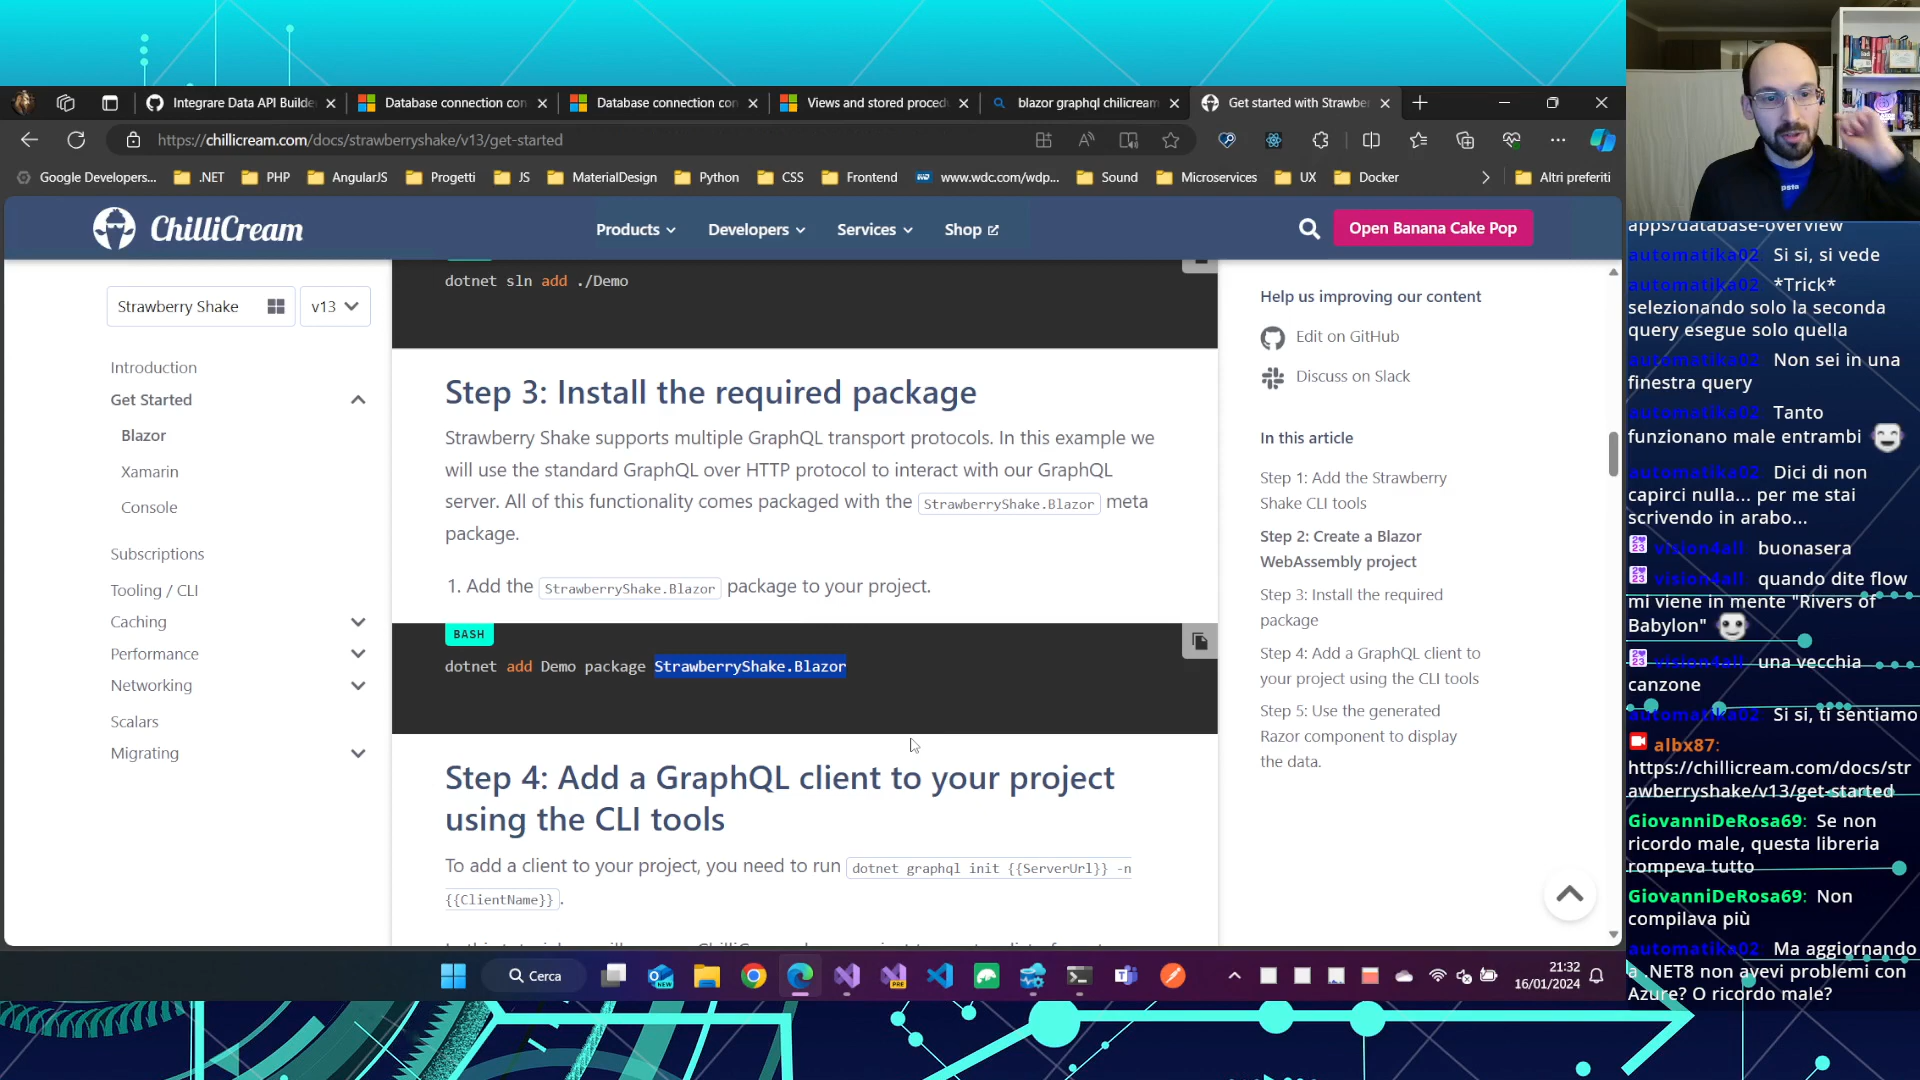 Integrare Data API Builde
Database connection con
Database connection con
Views and stored proced
blazor graphql chilicream
Get started with Strawbe
https://chillicream.com/docs/strawberryshake/v13/get-started
Google Developers...
.NET
PHP
AngularJS
Progetti
JS
MaterialDesign
Python
CSS
Frontend
www.wdc.com/wdp...
Sound
Microservices
UX
Docker
Altri preferiti
ChilliCream
Products
Developers
Services
Shop
Open Banana Cake Pop
Strawberry Shake
v13
Introduction
Get Started
Blazor
Xamarin
Console
Subscriptions
Tooling / CLI
Caching
Performance
Networking
Scalars
Migrating
dotnet sln add ./Demo
Step 3: Install the required package
Strawberry Shake supports multiple GraphQL transport protocols. In this example we
will use the standard GraphQL over HTTP protocol to interact with our GraphQL
server. All of this functionality comes packaged with the StrawberryShake.Blazor meta
package.
1. Add the StrawberryShake.Blazor package to your project.
BASH
dotnet add Demo package StrawberryShake.Blazor
Step 4: Add a GraphQL client to your project
using the CLI tools
To add a client to your project, you need to run dotnet graphql init {{ServerUrl}} -n
{{ClientName}}.
Help us improving our content
Edit on GitHub
Discuss on Slack
In this article
Step 1: Add the Strawberry
Shake CLI tools
Step 2: Create a Blazor
WebAssembly project
Step 3: Install the required
package
Step 4: Add a GraphQL client to
your project using the CLI tools
Step 5: Use the generated
Razor component to display
the data.
apps/database-overview
automatika02 Si si, si vede
automatika02 *Trick*
selezionando solo la seconda
query esegue solo quella
automatika02 Non sei in una
finestra query
automatika02 Tanto
funzionano male entrambi
automatika02 Dici di non
capirci nulla... per me stai
scrivendo in arabo...
vision4all buonasera
vision4all quando dite flow
mi viene in mente "Rivers of
Babylon"
vision4all una vecchia
canzone
automatika02 Si si, ti sentiamo
albx87:
https://chillicream.com/docs/str
awberryshake/v13/get-started
GiovanniDeRosa69: Se non
ricordo male, questa libreria
rompeva tutto
GiovanniDeRosa69: Non
compilava più
automatika02 Ma aggiornando
a .NET8 non avevi problemi con
Azure? O ricordo male?
Cerca
21:32
16/01/2024